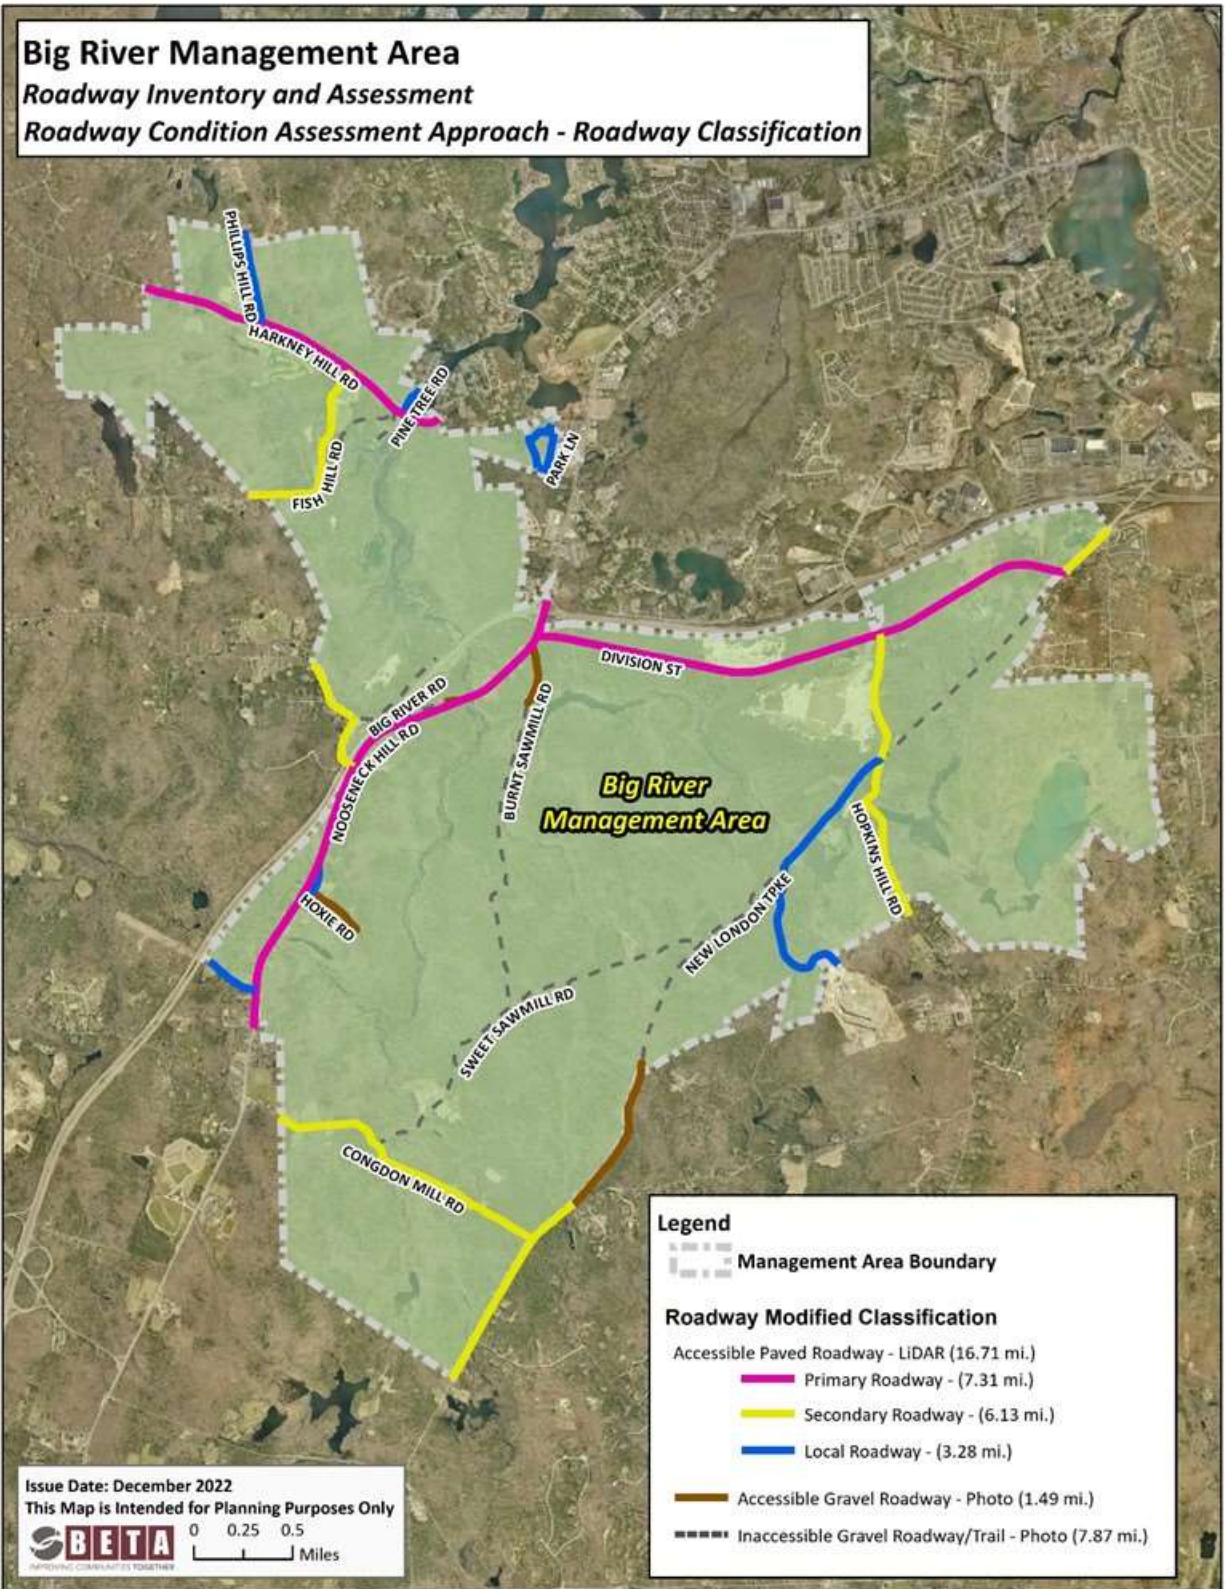 Big River Management Area
Roadway Inventory and Assessment
Roadway Condition Assessment Approach - Roadway Classification
PHILLIPS HILL RD
HARKNEY HILL RD
PINE TREE RD
PARK LN
FISH HILL RD
DIVISION ST
BIG RIVER RD
NOOSENECK HILL RD
BURNT SAWMILL RD
Big River
Management Area
HOPKINS HILL RD
HOXIE RD
NEW LONDON TPKE
SWEET SAWMILL RD
CONGDON MILL RD
Legend
Management Area Boundary
Roadway Modified Classification
Accessible Paved Roadway - LiDAR (16.71 mi.)
Primary Roadway - (7.31 mi.)
Secondary Roadway - (6.13 mi.)
Local Roadway - (3.28 mi.)
Accessible Gravel Roadway - Photo (1.49 mi.)
Inaccessible Gravel Roadway/Trail - Photo (7.87 mi.)
Issue Date: December 2022
This Map is Intended for Planning Purposes Only
BETA
IMPROVING COMMUNITIES TOGETHER
0 0.25 0.5
Miles